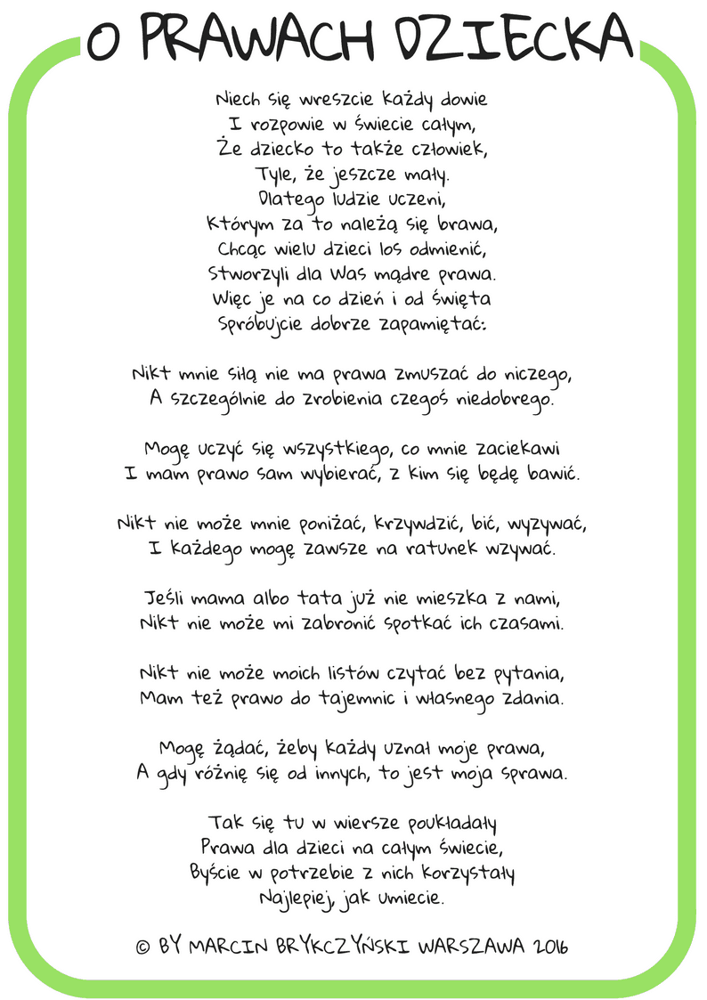 O PRAWACH DZIECKA
Niech się wreszcie każdy dowie
I rozpowie w świecie całym,
Że dziecko to także człowiek,
Tyle, że jeszcze mały.
Dlatego ludzie uczeni,
Którym za to należą się brawa,
Chcąc wielu dzieci los odmienić,
Stworzyli dla Was mądre prawa.
Więc je na co dzień i od święta
Spróbujcie dobrze zapamiętać:
Nikt mnie siłą nie ma prawa zmuszać do niczego,
A szczególnie do zrobienia czegoś niedobrego.
Mogę uczyć się wszystkiego, co mnie zaciekawi
I mam prawo sam wybierać, z kim się będę bawić.
Nikt nie może mnie poniżać, krzywdzić, bić, wyzywać,
I każdego mogę zawsze na ratunek wzywać.
Jeśli mama albo tata już nie mieszka z nami,
Nikt nie może mi zabronić spotkać ich czasami.
Nikt nie może moich listów czytać bez pytania,
Mam też prawo do tajemnic i własnego zdania.
Mogę żądać, żeby każdy uznał moje prawa,
A gdy różnię się od innych, to jest moja sprawa.
Tak się tu w wiersze poukładały
Prawa dla dzieci na całym świecie,
Byście w potrzebie z nich korzystały
Najlepiej, jak umiecie.
© BY MARCIN BRYKCZYŃSKI WARSZAWA 2016